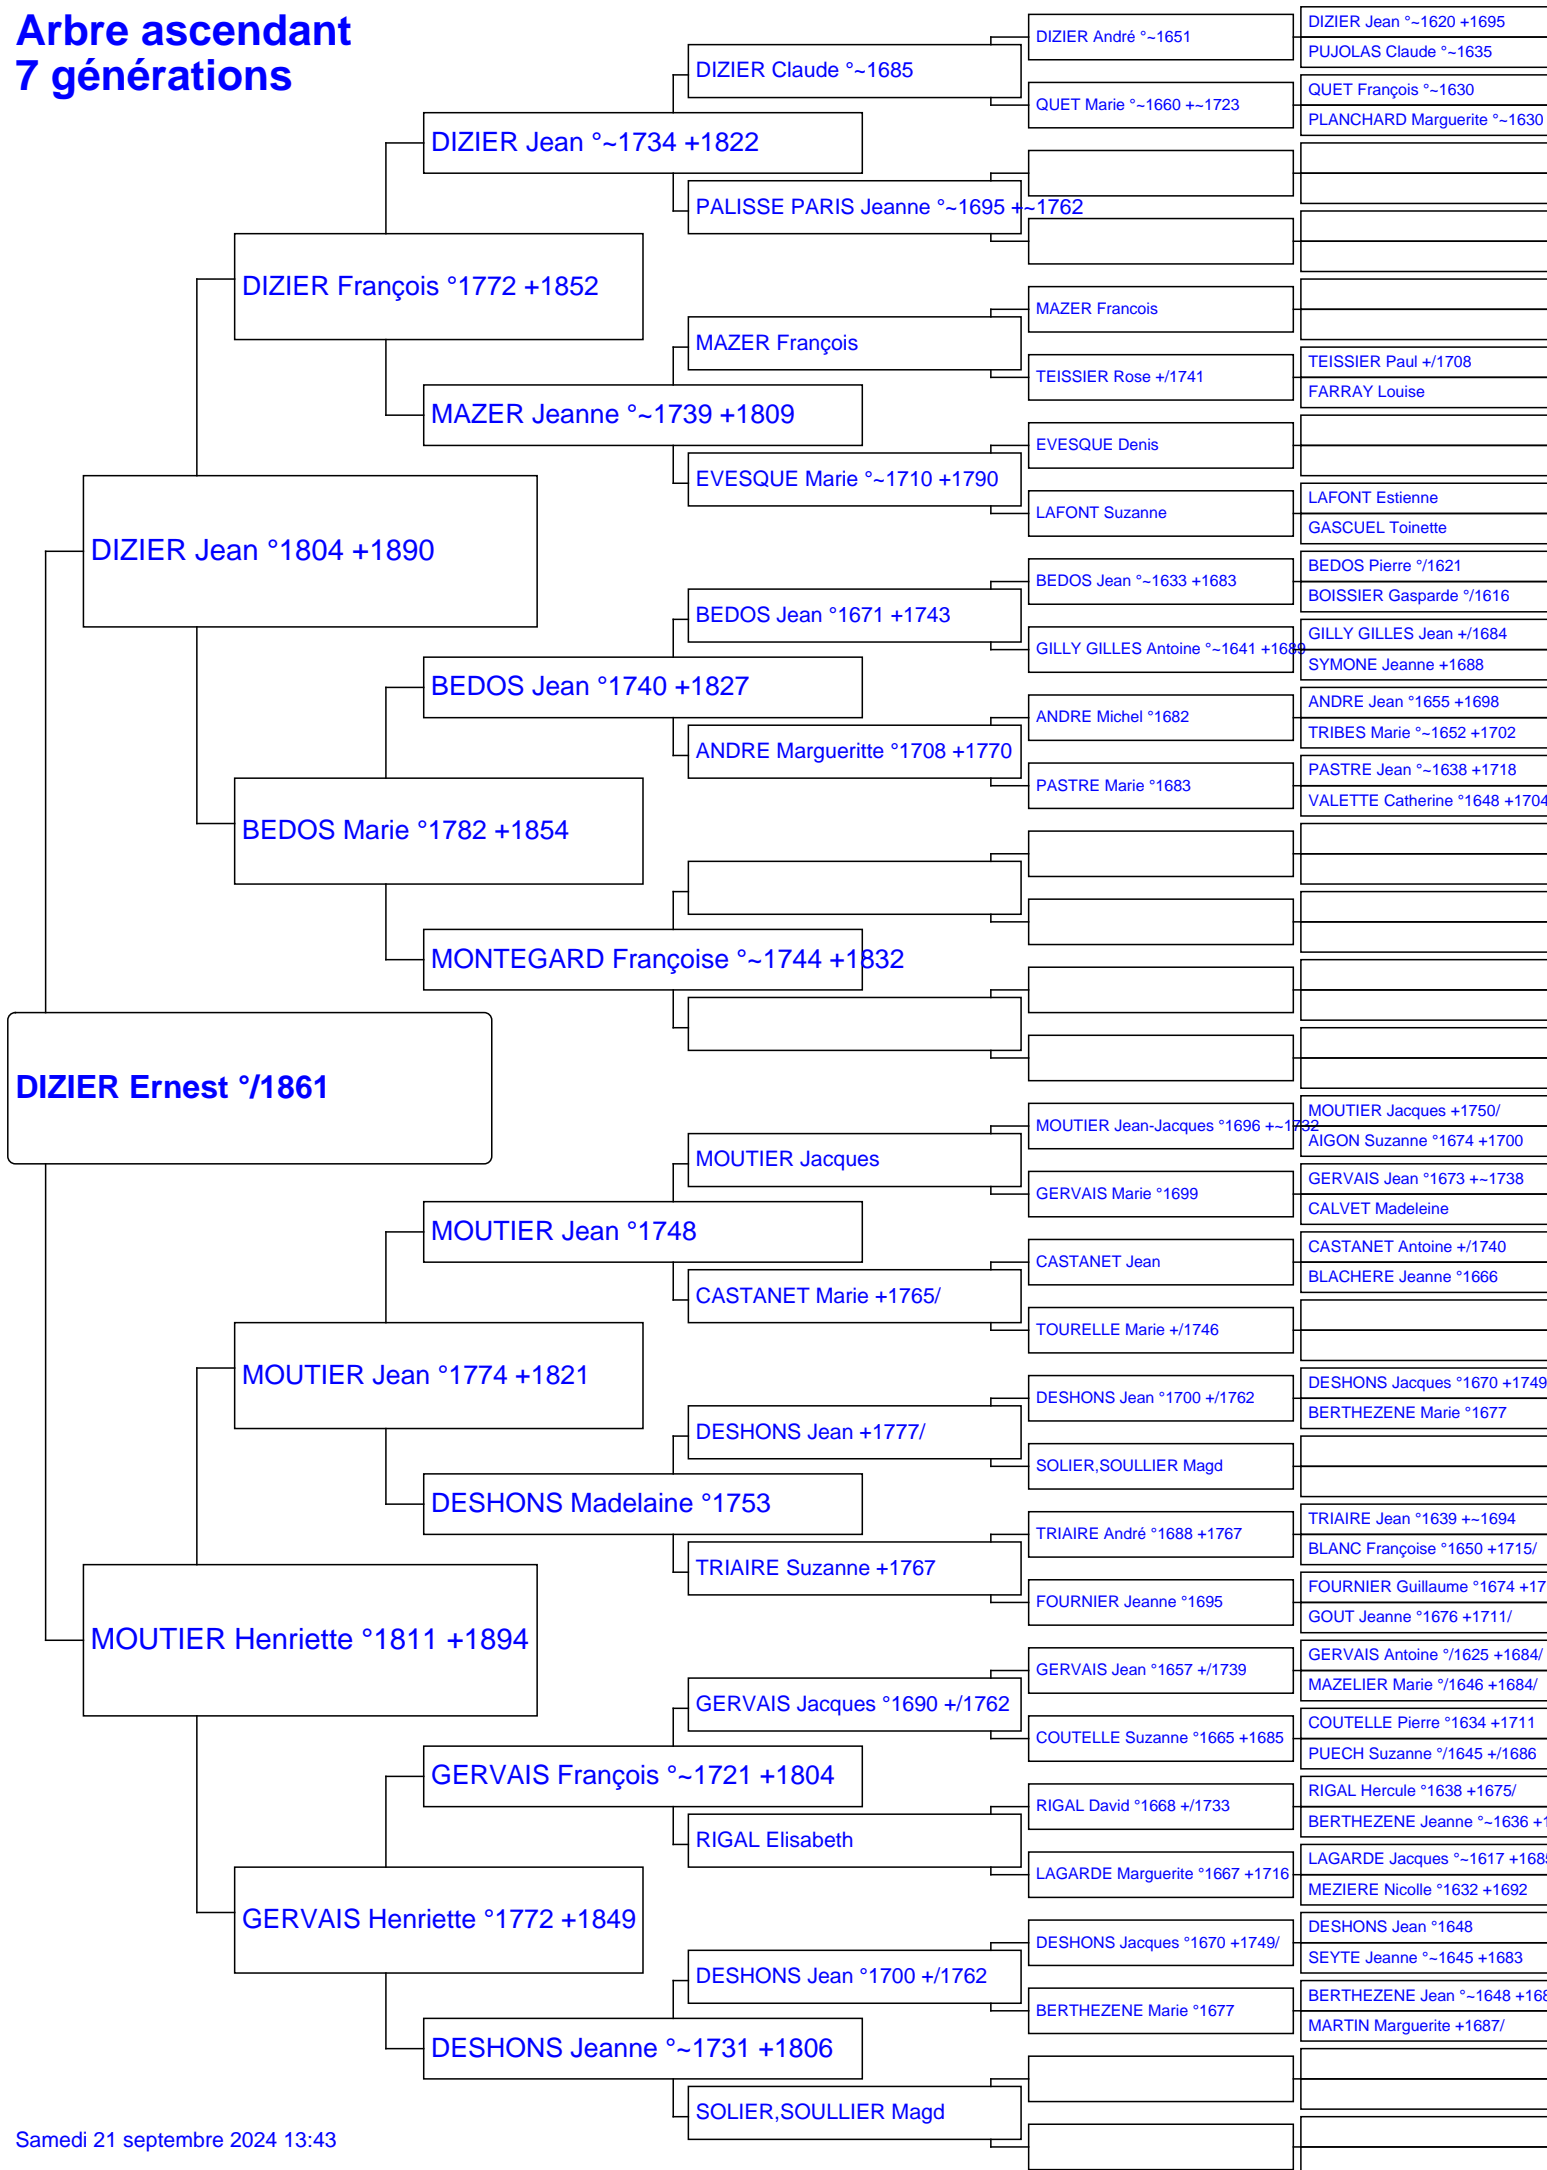 Arbre ascendant
7 générations
DIZIER Jean °~1620 +1695
DIZIER André °~1651
PUJOLAS Claude °~1635
DIZIER Claude °~1685
QUET François °~1630
QUET Marie °~1660 +~1723
PLANCHARD Marguerite °~1630
DIZIER Jean °~1734 +1822
PALISSE PARIS Jeanne °~1695 +~1762
DIZIER François °1772 +1852
MAZER Francois
MAZER François
TEISSIER Paul +/1708
TEISSIER Rose +/1741
FARRAY Louise
MAZER Jeanne °~1739 +1809
EVESQUE Denis
EVESQUE Marie °~1710 +1790
LAFONT Estienne
LAFONT Suzanne
GASCUEL Toinette
DIZIER Jean °1804 +1890
BEDOS Pierre °/1621
BEDOS Jean °~1633 +1683
BOISSIER Gasparde °/1616
BEDOS Jean °1671 +1743
GILLY GILLES Jean +/1684
GILLY GILLES Antoine °~1641 +1689
SYMONE Jeanne +1688
BEDOS Jean °1740 +1827
ANDRE Jean °1655 +1698
ANDRE Michel °1682
TRIBES Marie °~1652 +1702
ANDRE Margueritte °1708 +1770
PASTRE Jean °~1638 +1718
PASTRE Marie °1683
VALETTE Catherine °1648 +1704
BEDOS Marie °1782 +1854
MONTEGARD Françoise °~1744 +1832
DIZIER Ernest °/1861
MOUTIER Jacques +1750/
MOUTIER Jean-Jacques °1696 +~1732
AIGON Suzanne °1674 +1700
MOUTIER Jacques
GERVAIS Jean °1673 +~1738
GERVAIS Marie °1699
CALVET Madeleine
MOUTIER Jean °1748
CASTANET Antoine +/1740
CASTANET Jean
BLACHERE Jeanne °1666
CASTANET Marie +1765/
TOURELLE Marie +/1746
MOUTIER Jean °1774 +1821
DESHONS Jacques °1670 +1749
DESHONS Jean °1700 +/1762
BERTHEZENE Marie °1677
DESHONS Jean +1777/
SOLIER,SOULLIER Magd
DESHONS Madelaine °1753
TRIAIRE Jean °1639 +~1694
TRIAIRE André °1688 +1767
BLANC Françoise °1650 +1715/
TRIAIRE Suzanne +1767
FOURNIER Guillaume °1674 +17
FOURNIER Jeanne °1695
GOUT Jeanne °1676 +1711/
MOUTIER Henriette °1811 +1894
GERVAIS Antoine °/1625 +1684/
GERVAIS Jean °1657 +/1739
MAZELIER Marie °/1646 +1684/
GERVAIS Jacques °1690 +/1762
COUTELLE Pierre °1634 +1711
COUTELLE Suzanne °1665 +1685
PUECH Suzanne °/1645 +/1686
GERVAIS François °~1721 +1804
RIGAL Hercule °1638 +1675/
RIGAL David °1668 +/1733
BERTHEZENE Jeanne °~1636 +1
RIGAL Elisabeth
LAGARDE Jacques °~1617 +1685
LAGARDE Marguerite °1667 +1716
MEZIERE Nicolle °1632 +1692
GERVAIS Henriette °1772 +1849
DESHONS Jean °1648
DESHONS Jacques °1670 +1749/
SEYTE Jeanne °~1645 +1683
DESHONS Jean °1700 +/1762
BERTHEZENE Jean °~1648 +168
BERTHEZENE Marie °1677
MARTIN Marguerite +1687/
DESHONS Jeanne °~1731 +1806
SOLIER,SOULLIER Magd
Samedi 21 septembre 2024 13:43